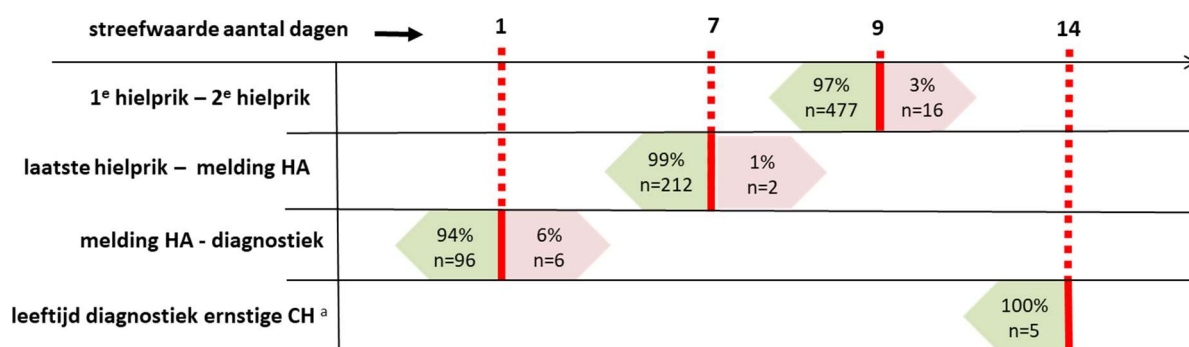 streefwaarde aantal dagen 1 7 9 14
1e hielprik – 2e hielprik
97%
n=477
3%
n=16
laatste hielprik – melding HA
99%
n=212
1%
n=2
melding HA - diagnostiek
94%
n=96
6%
n=6
leeftijd diagnostiek ernstige CH a
100%
n=5